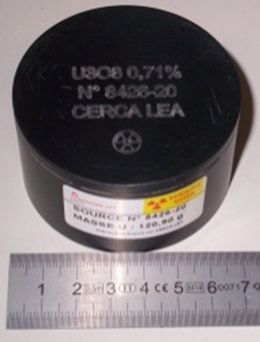 U3O8 0,71%
N° 8426-20
CERCA LEA
SOURCE N° 8426-20
MASSE U : 120,90 g
1 2 3 4 5 6 7